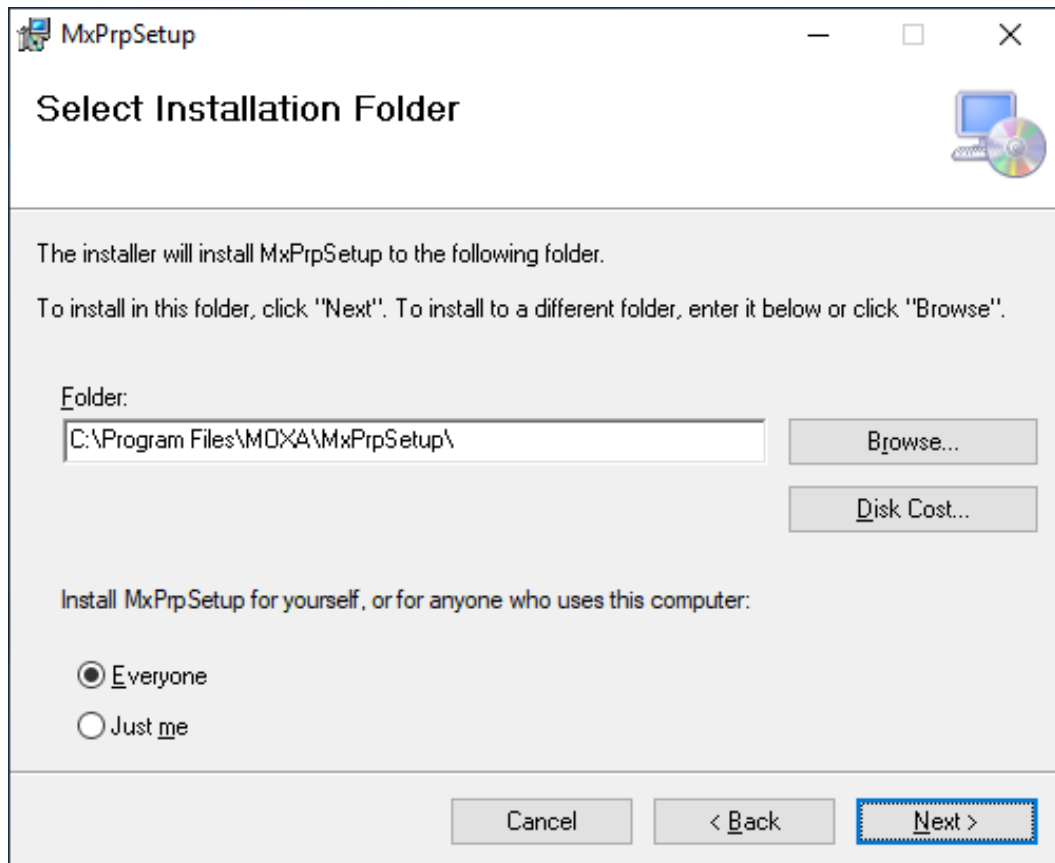 MxPrpSetup
Select Installation Folder
The installer will install MxPrpSetup to the following folder.
To install in this folder, click "Next". To install to a different folder, enter it below or click "Browse".
Folder:
C:\Program Files\MOXA\MxPrpSetup\
Browse...
Disk Cost...
Install MxPrpSetup for yourself, or for anyone who uses this computer:
Everyone
Just me
Cancel
< Back
Next >